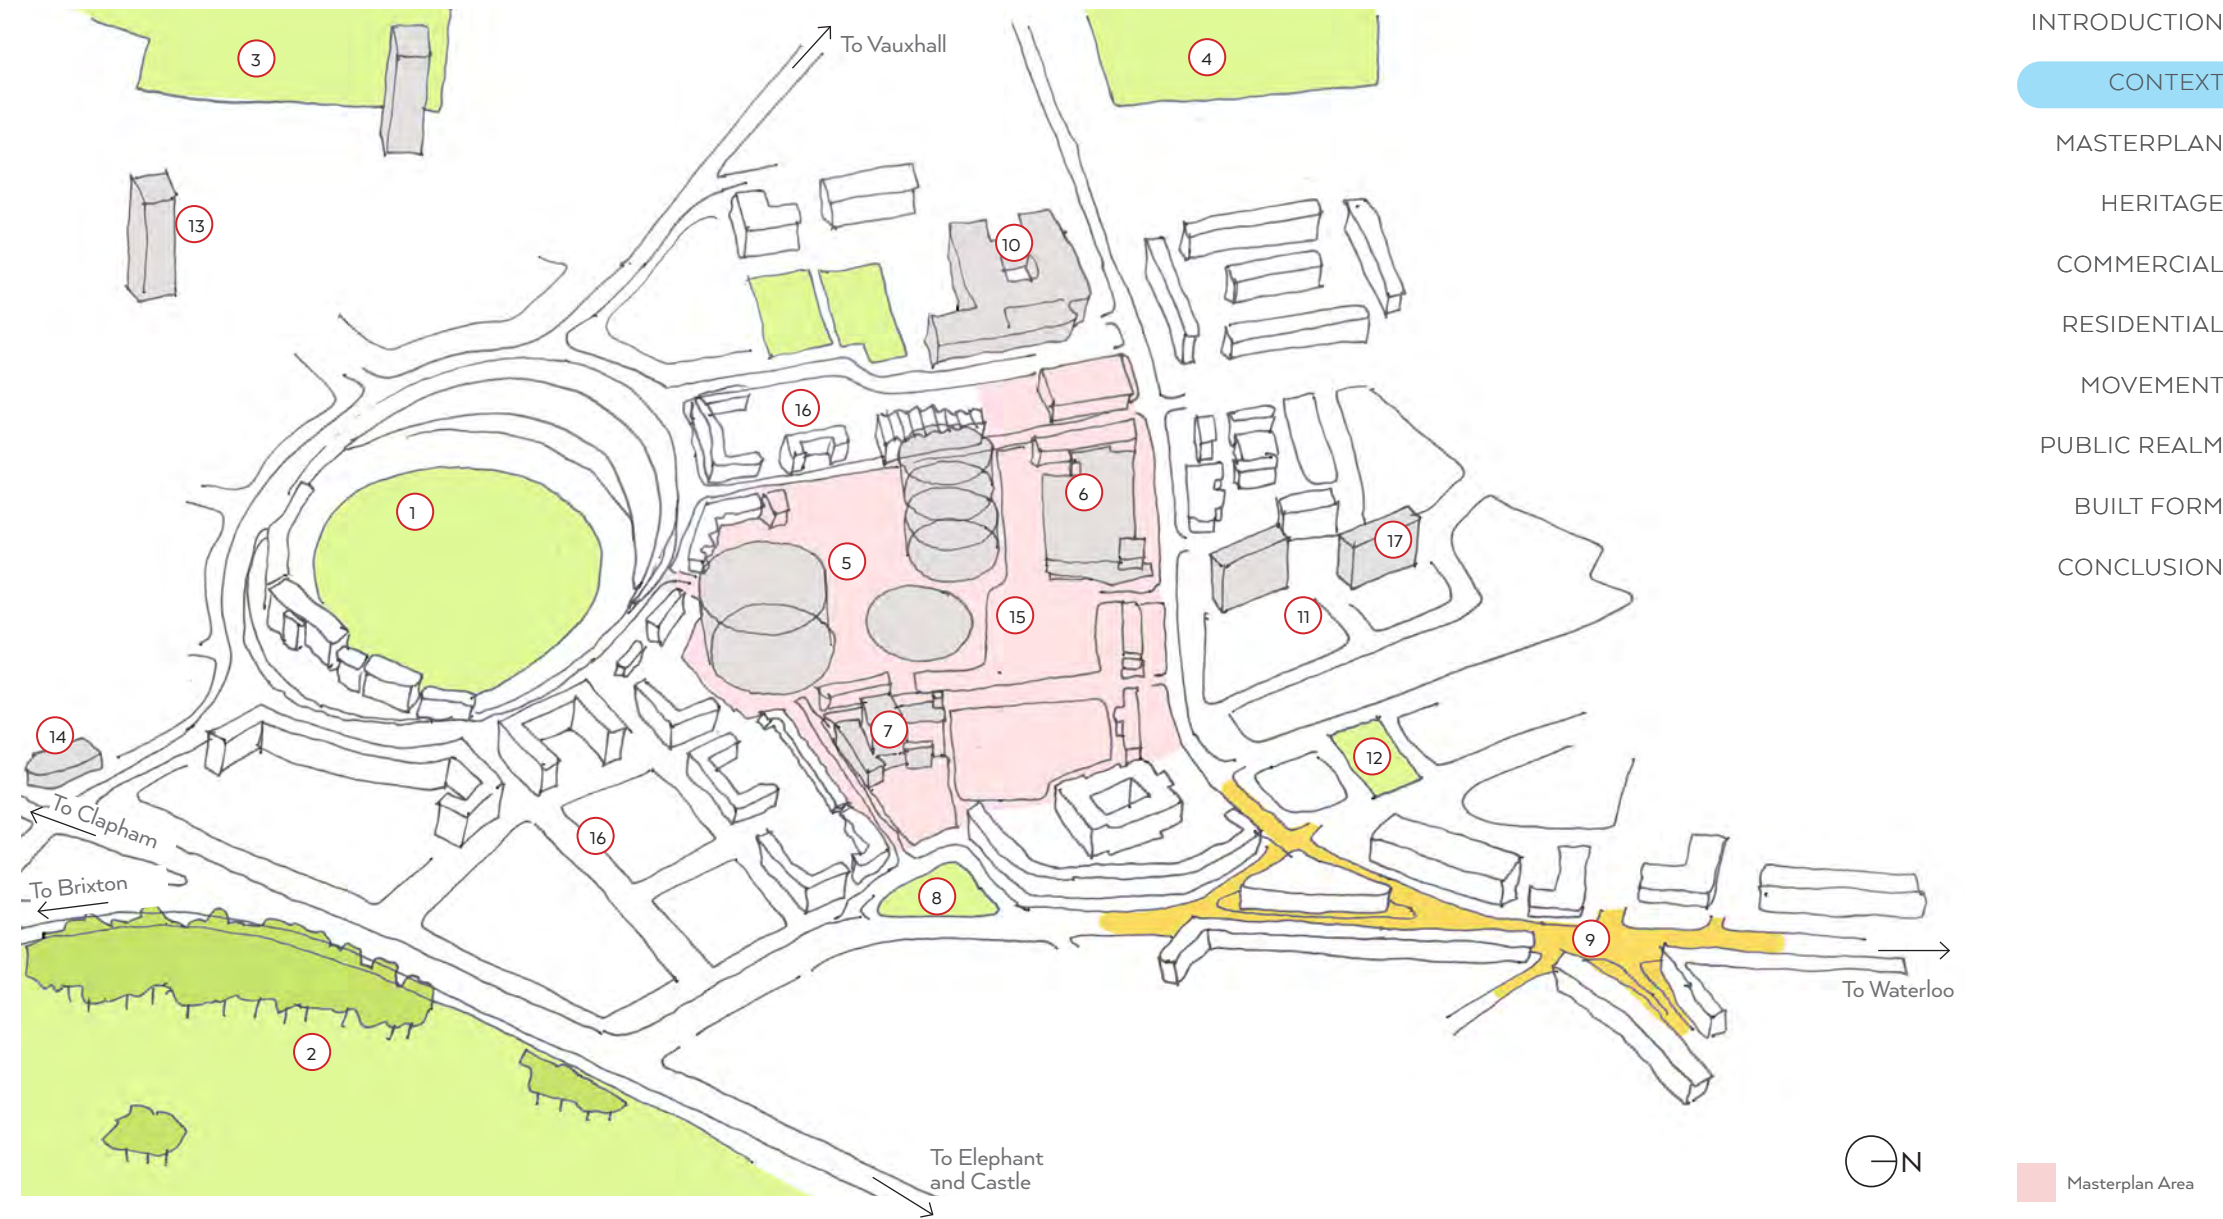 INTRODUCTION
CONTEXT
MASTERPLAN
HERITAGE
COMMERCIAL
RESIDENTIAL
MOVEMENT
PUBLIC REALM
BUILT FORM
CONCLUSION
3
To Vauxhall
4
13
10
16
1
6
5
17
15
11
14
7
12
To Clapham
16
To Brixton
8
9
To Waterloo
2
To Elephant
and Castle
N
Masterplan Area